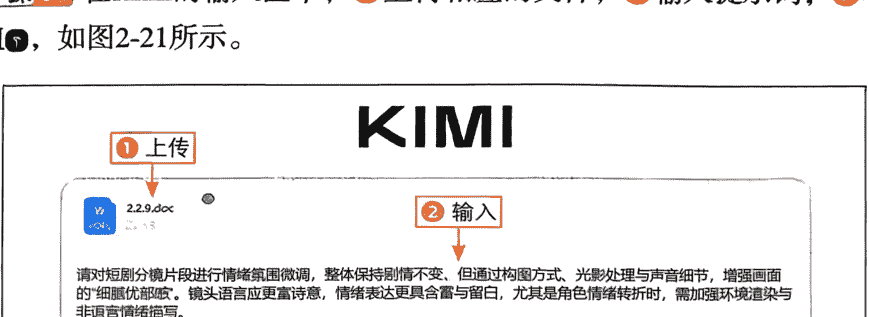 ，如图2-21所示。
KIMI
1 上传
2.2.9.doc
2 输入
请对短剧分镜片段进行情绪氛围微调，整体保持剧情不变、但通过构图方式、光影处理与声音细节，增强画面
的“细腻优部感”。镜头语言应更富诗意，情绪表达更具含蓄与留白，尤其是角色情绪转折时，需加强环境渲染与
非语言情绪描写。